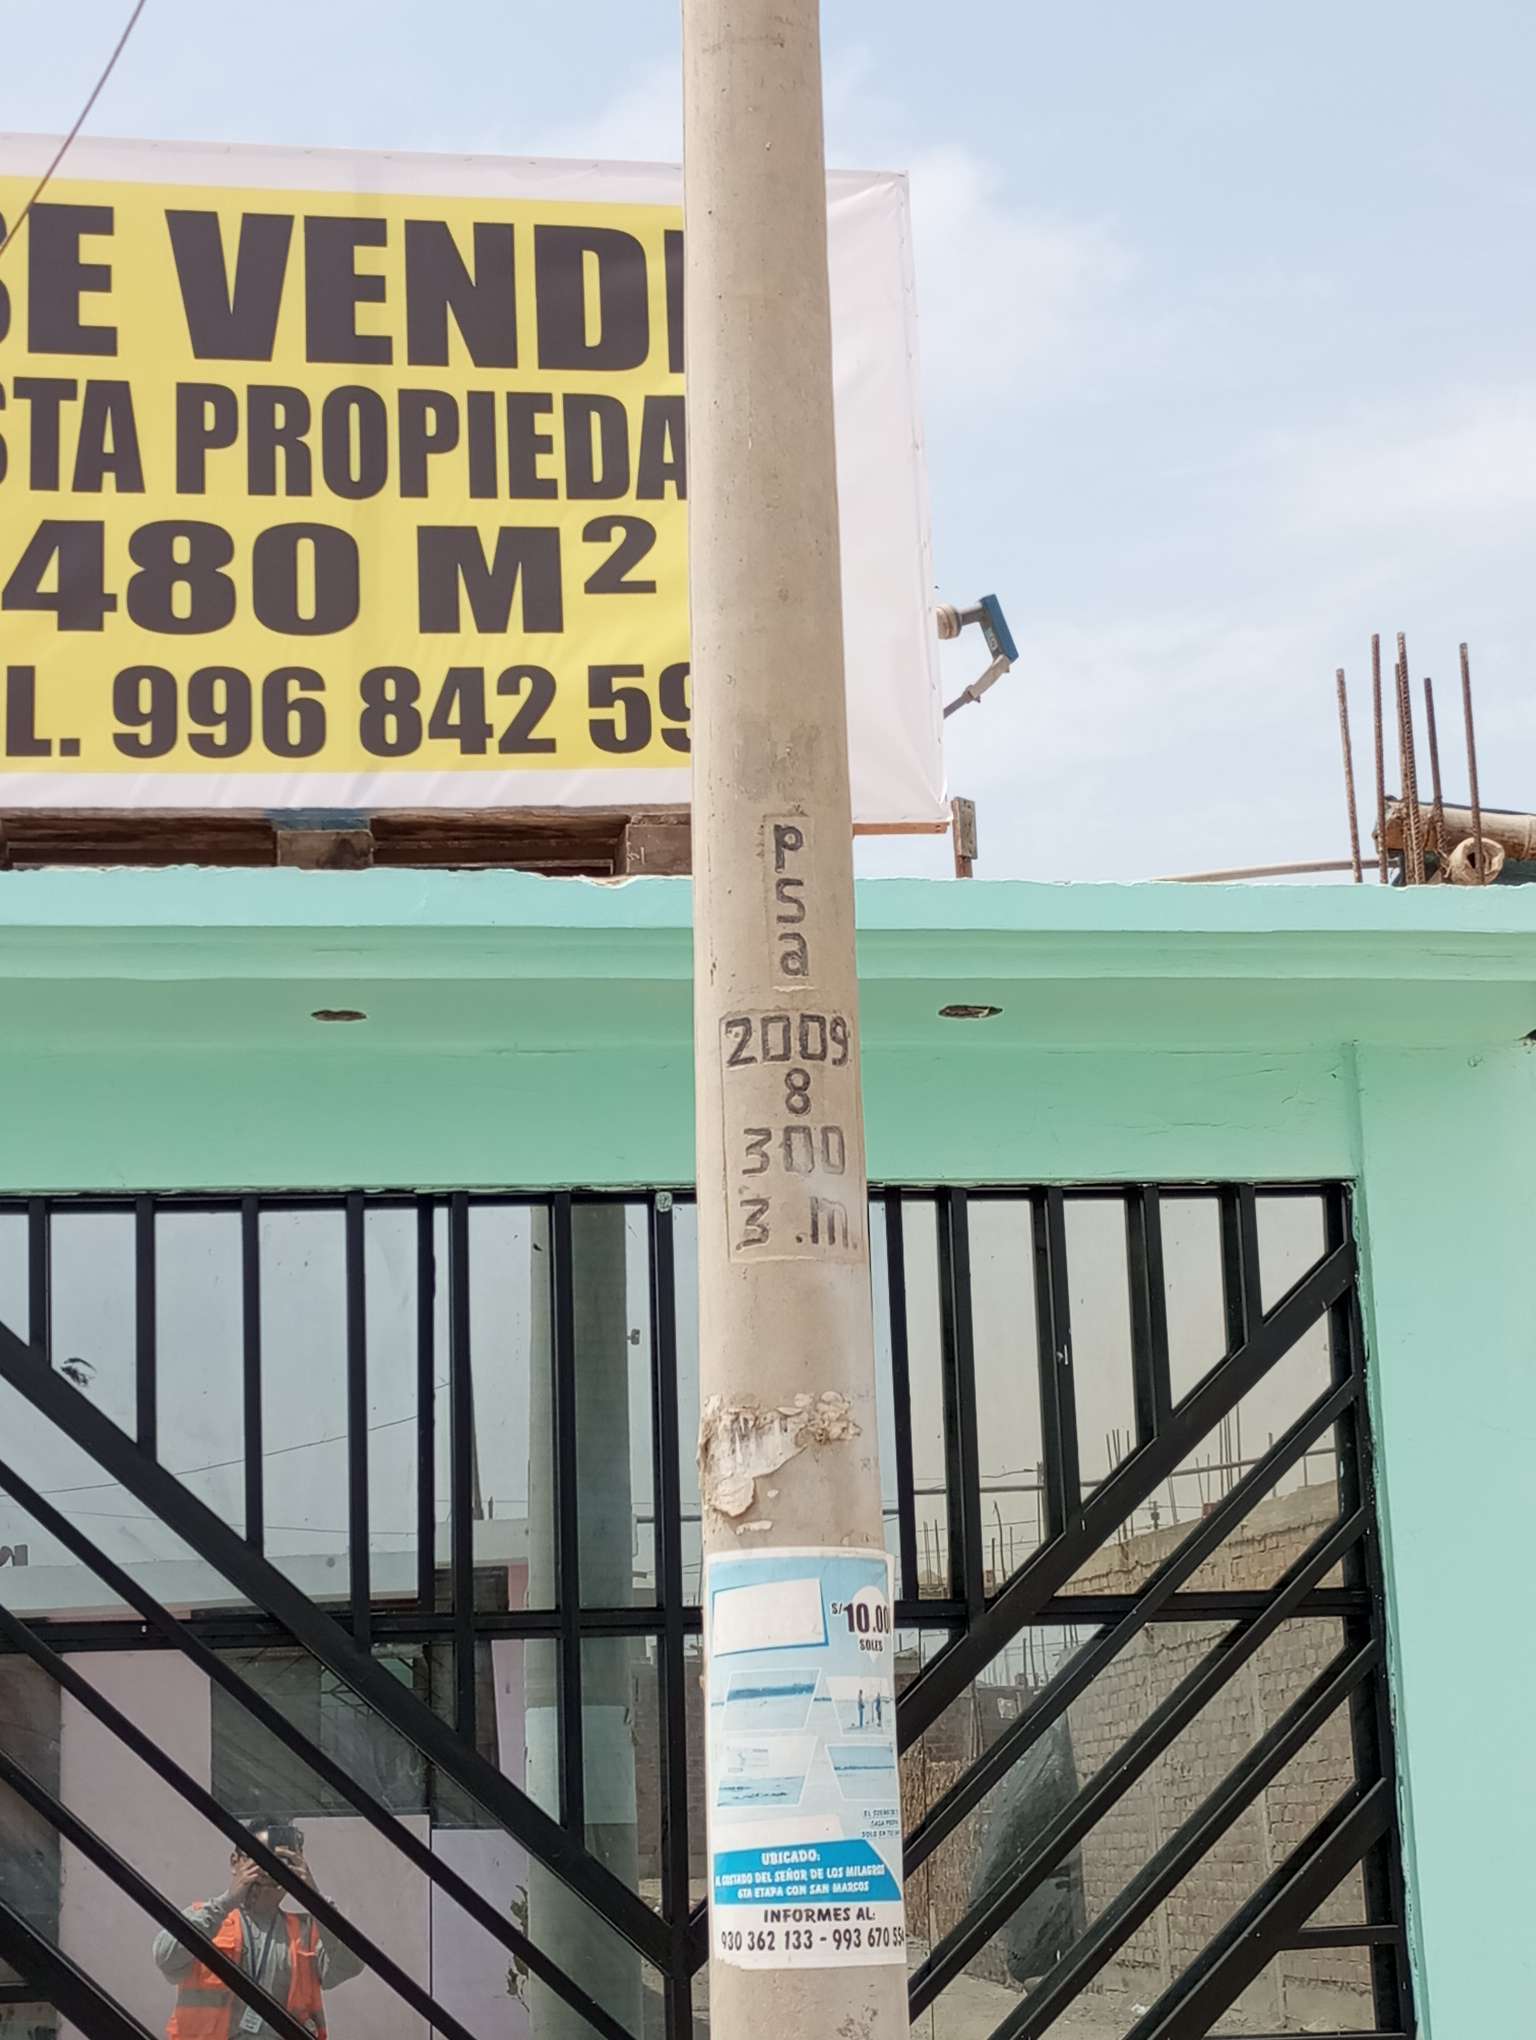 SE VENDE
STA PROPIEDA
480 M²
L. 996 842 59
P
S
a
2009
8
300
3 .m.
S/10.00
SOLES
UBICADO:
AL COSTADO DEL SEÑOR DE LOS MILAGROS
6TA ETAPA CON SAN MARCOS
INFORMES AL:
930 362 133 - 993 670 554